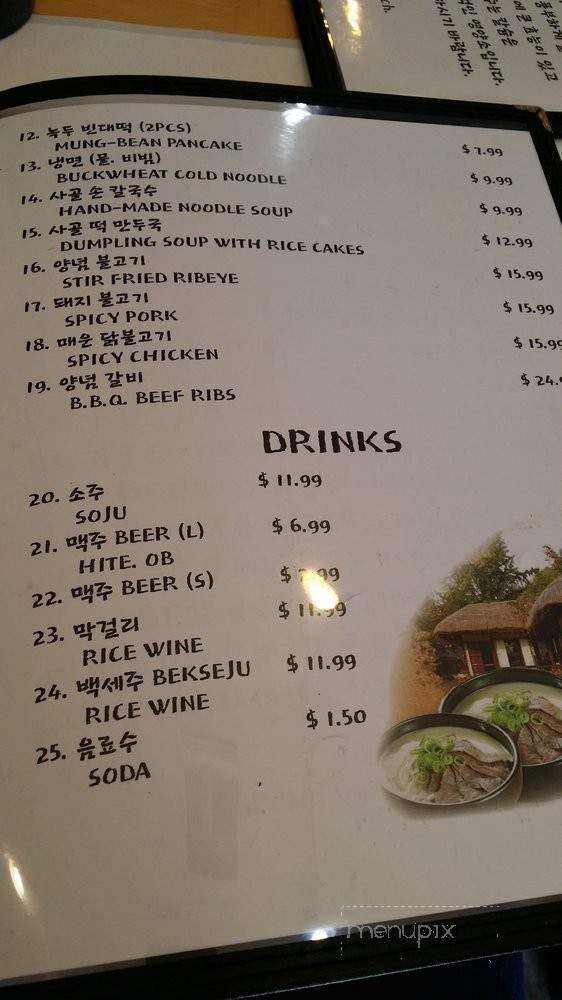 12. 녹두 빈대떡 (2PCS)
MUNG-BEAN PANCAKE $ 7.99
13. 냉면 (물. 비빔)
BUCKWHEAT COLD NOODLE $ 9.99
14. 사골 손 칼국수
HAND-MADE NOODLE SOUP $ 9.99
15. 사골 떡 만두국
DUMPLING SOUP WITH RICE CAKES $ 12.99
16. 양념 불고기
STIR FRIED RIBEYE $ 15.99
17. 돼지 불고기
SPICY PORK $ 15.99
18. 매운 닭불고기
SPICY CHICKEN $ 15.99
19. 양념 갈비
B.B.Q. BEEF RIBS $ 24.
DRINKS
20. 소주 $ 11.99
SOJU
21. 맥주 BEER (L) $ 6.99
HITE. OB
22. 맥주 BEER (S) $ .99
23. 막걸리 $ 11.99
RICE WINE
24. 백세주 BEKSEJU $ 11.99
RICE WINE
25. 음료수 $ 1.50
SODA
menupix